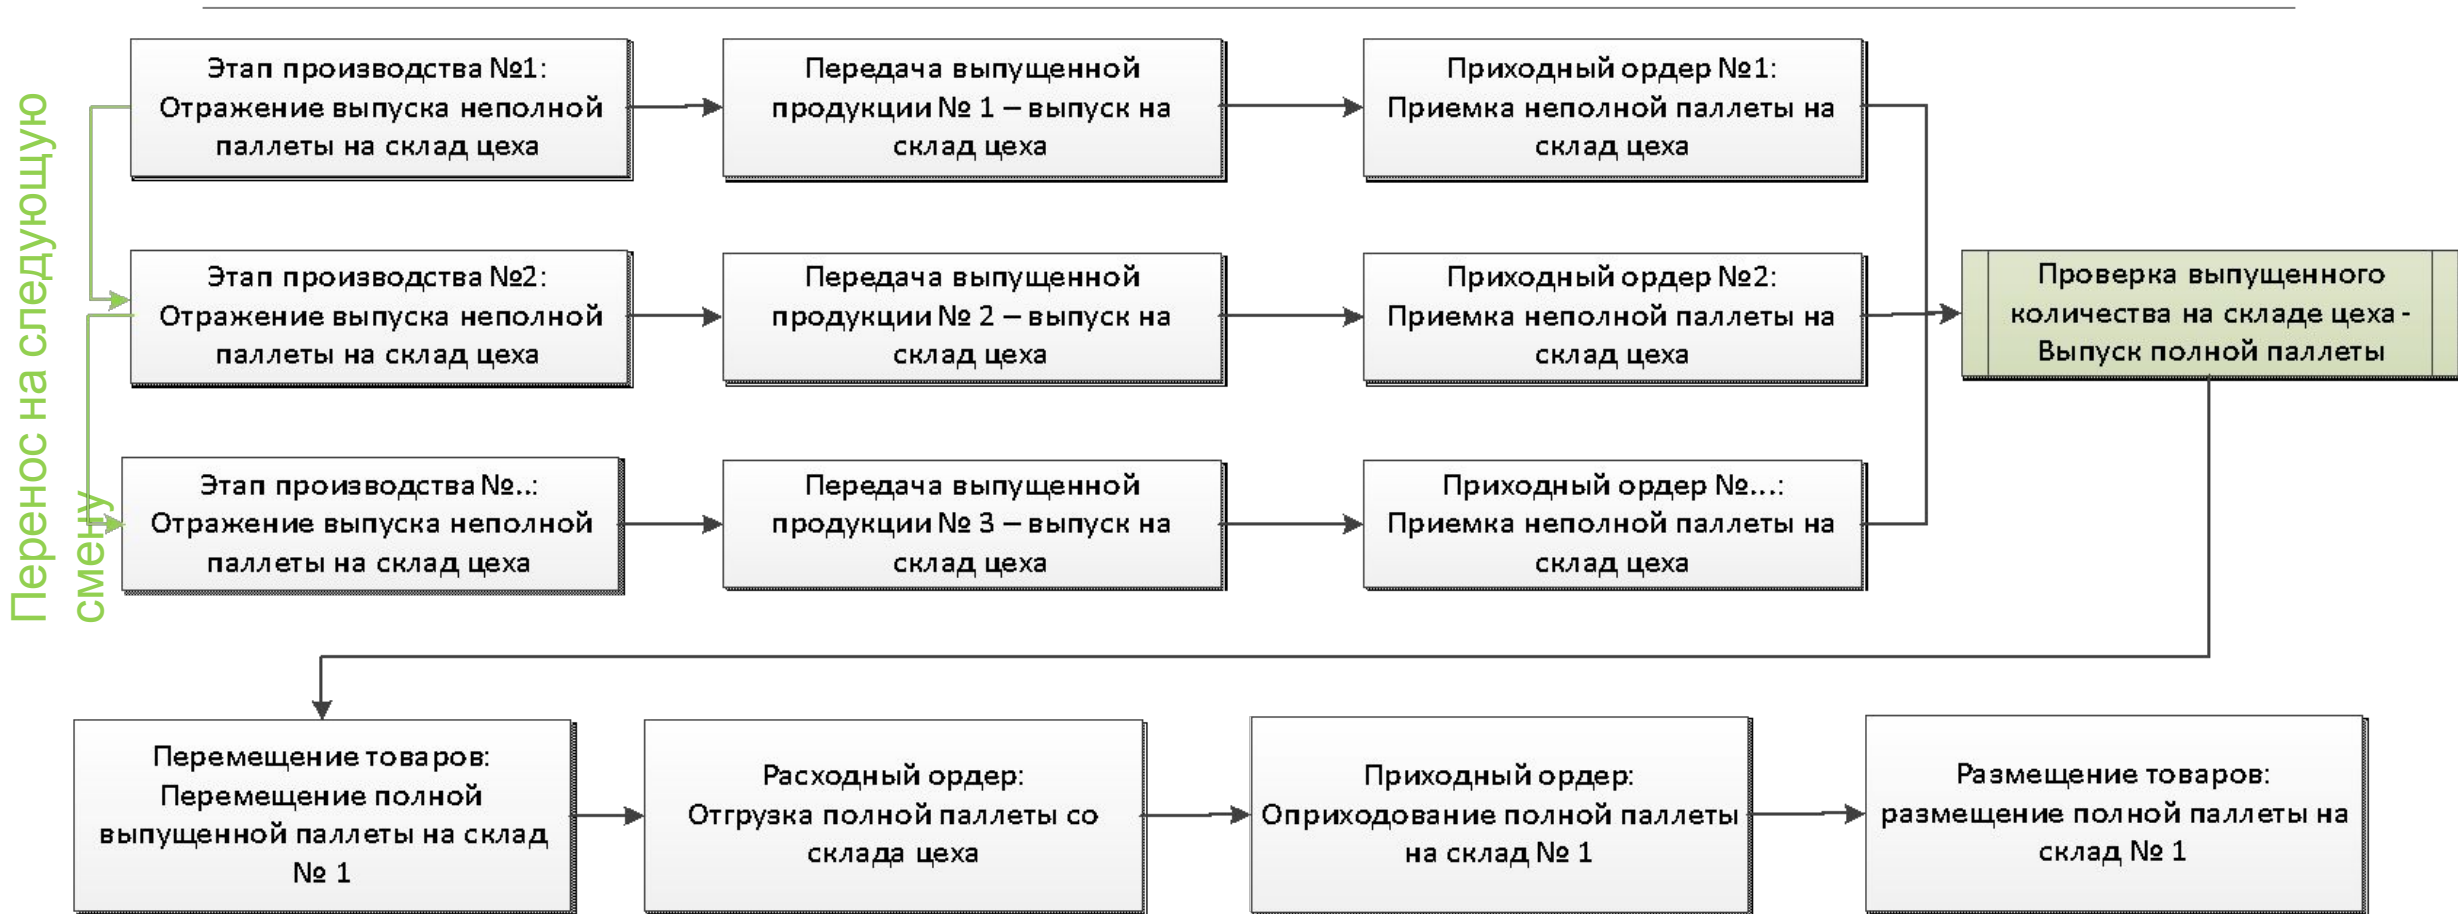 Перенос на следующую
смену
Этап производства №1:
Отражение выпуска неполной
паллеты на склад цеха
Передача выпущенной
продукции № 1 – выпуск на
склад цеха
Приходный ордер №1:
Приемка неполной паллеты на
склад цеха
Этап производства №2:
Отражение выпуска неполной
паллеты на склад цеха
Передача выпущенной
продукции № 2 – выпуск на
склад цеха
Приходный ордер №2:
Приемка неполной паллеты на
склад цеха
Проверка выпущенного
количества на складе цеха -
Выпуск полной паллеты
Этап производства №..:
Отражение выпуска неполной
паллеты на склад цеха
Передача выпущенной
продукции № 3 – выпуск на
склад цеха
Приходный ордер №...:
Приемка неполной паллеты на
склад цеха
Перемещение товаров:
Перемещение полной
выпущенной паллеты на склад
№ 1
Расходный ордер:
Отгрузка полной паллеты со
склада цеха
Приходный ордер:
Оприходование полной паллеты
на склад № 1
Размещение товаров:
размещение полной паллеты на
склад № 1